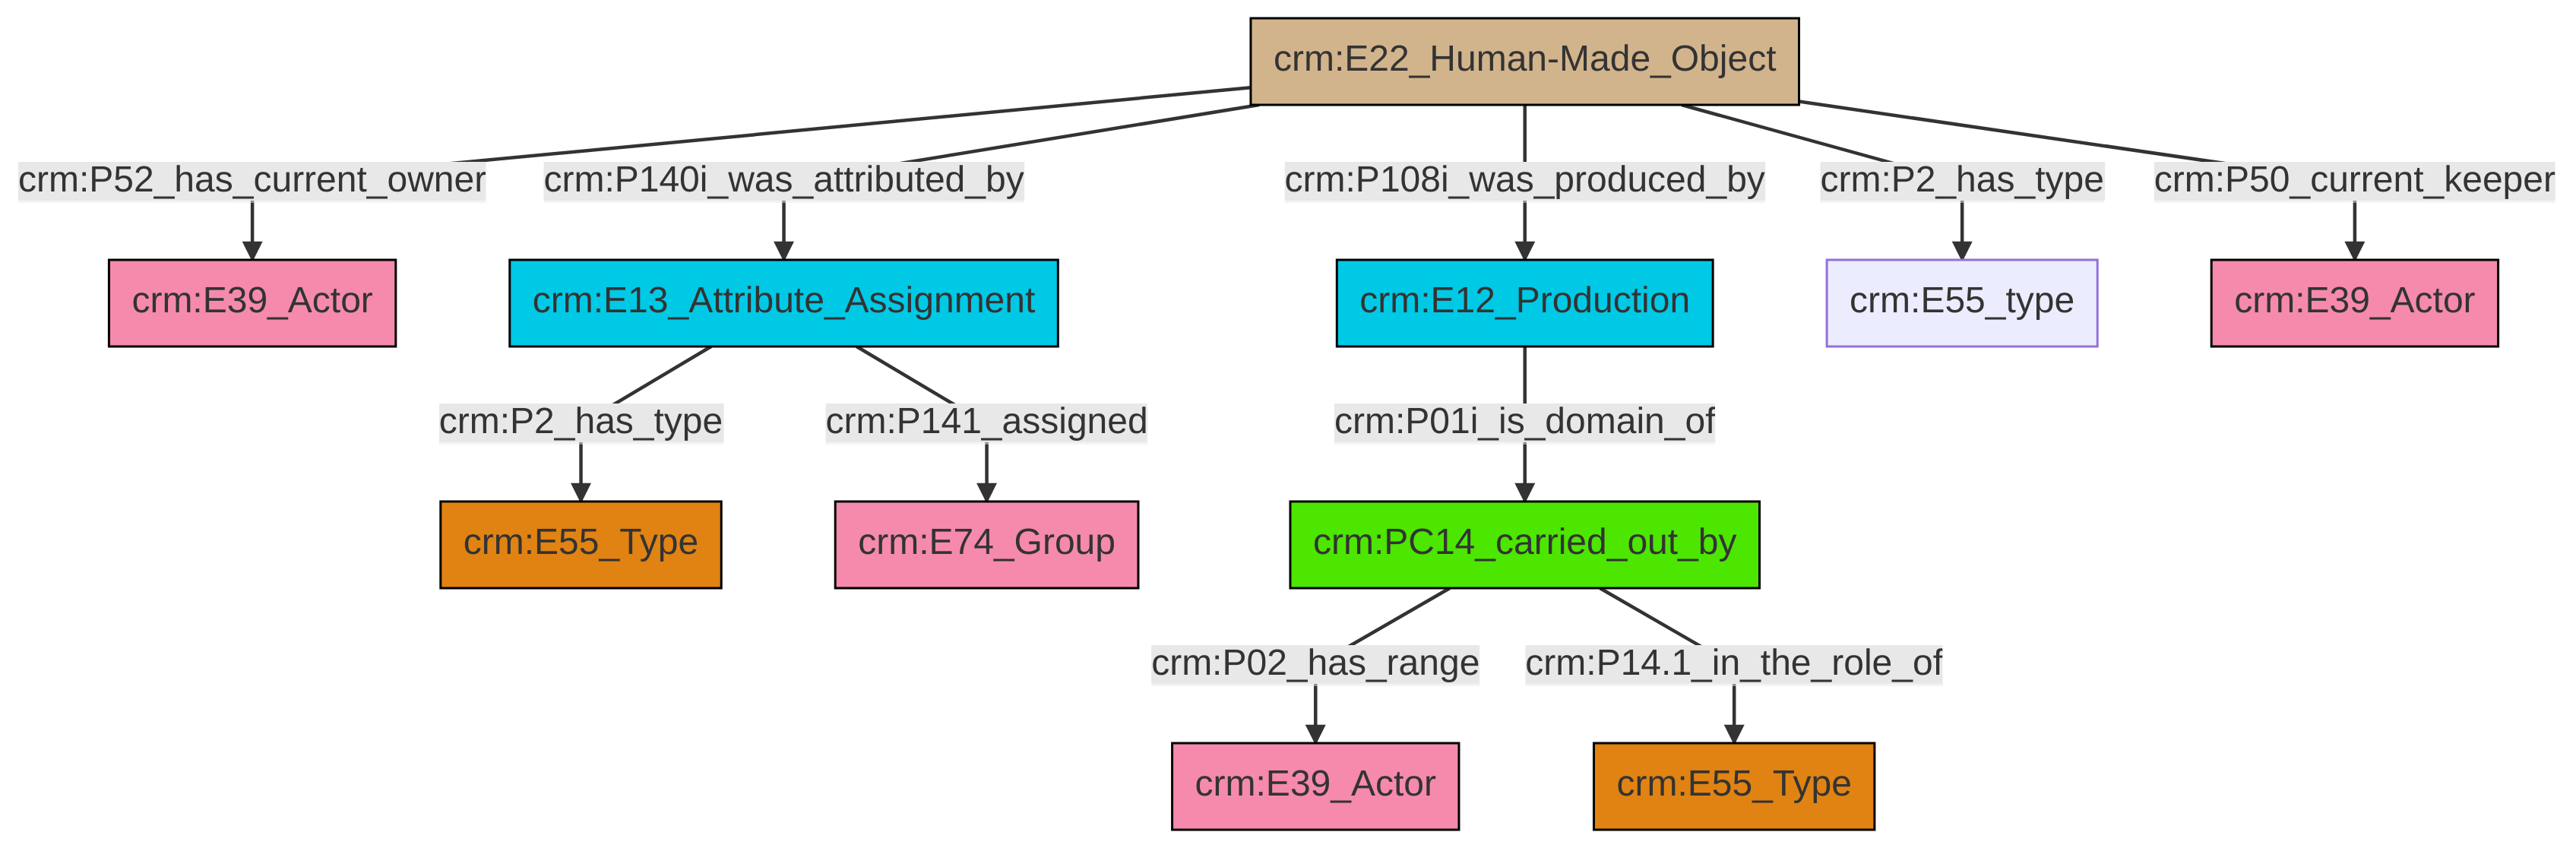 crm:E22_Human-Made_Object
crm:P52_has_current_owner
crm:P140i_was_attributed_by
crm:P108i_was_produced_by
crm:P2_has_type
crm:P50_current_keeper
crm:E39_Actor
crm:E13_Attribute_Assignment
crm:E12_Production
crm:E55_type
crm:E39_Actor
crm:P2_has_type
crm:P141_assigned
crm:P01i_is_domain_of
crm:E55_Type
crm:E74_Group
crm:PC14_carried_out_by
crm:P02_has_range
crm:P14.1_in_the_role_of
crm:E39_Actor
crm:E55_Type